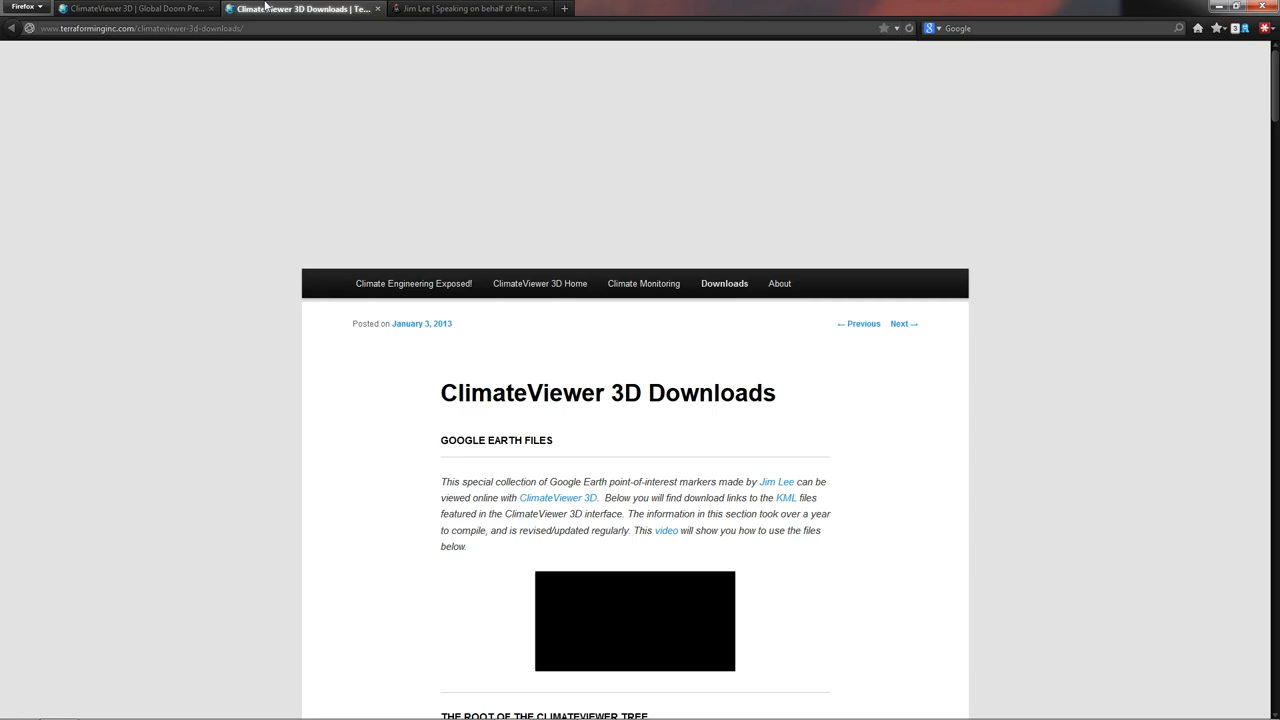 Firefox
ClimateViewer 3D | Global Doom Pre...
ClimateViewer 3D Downloads | Te...
Jim Lee | Speaking on behalf of the tr...
www.terraforminginc.com/climateviewer-3d-downloads/
Google
Climate Engineering Exposed!
ClimateViewer 3D Home
Climate Monitoring
Downloads
About
Posted on January 3, 2013
← Previous Next →
ClimateViewer 3D Downloads
GOOGLE EARTH FILES
This special collection of Google Earth point-of-interest markers made by Jim Lee can be
viewed online with ClimateViewer 3D. Below you will find download links to the KML files
featured in the ClimateViewer 3D interface. The information in this section took over a year
to compile, and is revised/updated regularly. This video will show you how to use the files
below.
THE ROOT OF THE CLIMATEVIEWER TREE